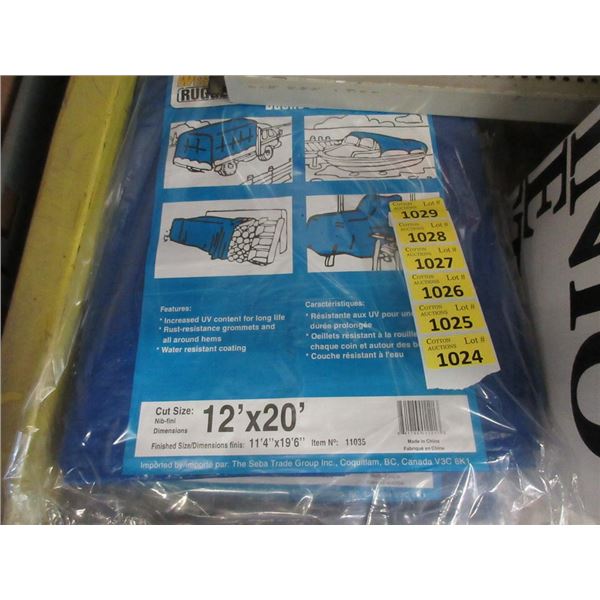 RUG
COTTON AUCTIONS Lot #
1029
COTTON AUCTIONS Lot #
1028
COTTON AUCTIONS Lot #
1027
COTTON AUCTIONS Lot #
1026
COTTON AUCTIONS Lot #
1025
COTTON AUCTIONS Lot #
1024
Features:
* Increased UV content for long life
* Rust-resistance grommets and
all around hems
* Water resistant coating
Caractéristiques:
* Résistante aux UV pour une
durée prolongée
* Oeillets résistant à la rouille
chaque coin et autour des
* Couche résistant à l'eau
Cut Size: 12'x20'
Nib-fini
Dimensions
Finished Size/Dimensions finis: 11'4"x19'6" Item Nº: 11035
Made in China
Fabriqué en Chine
Imported by/importé par: The Seba Trade Group Inc., Coquitlam, BC, Canada V3C 6K1